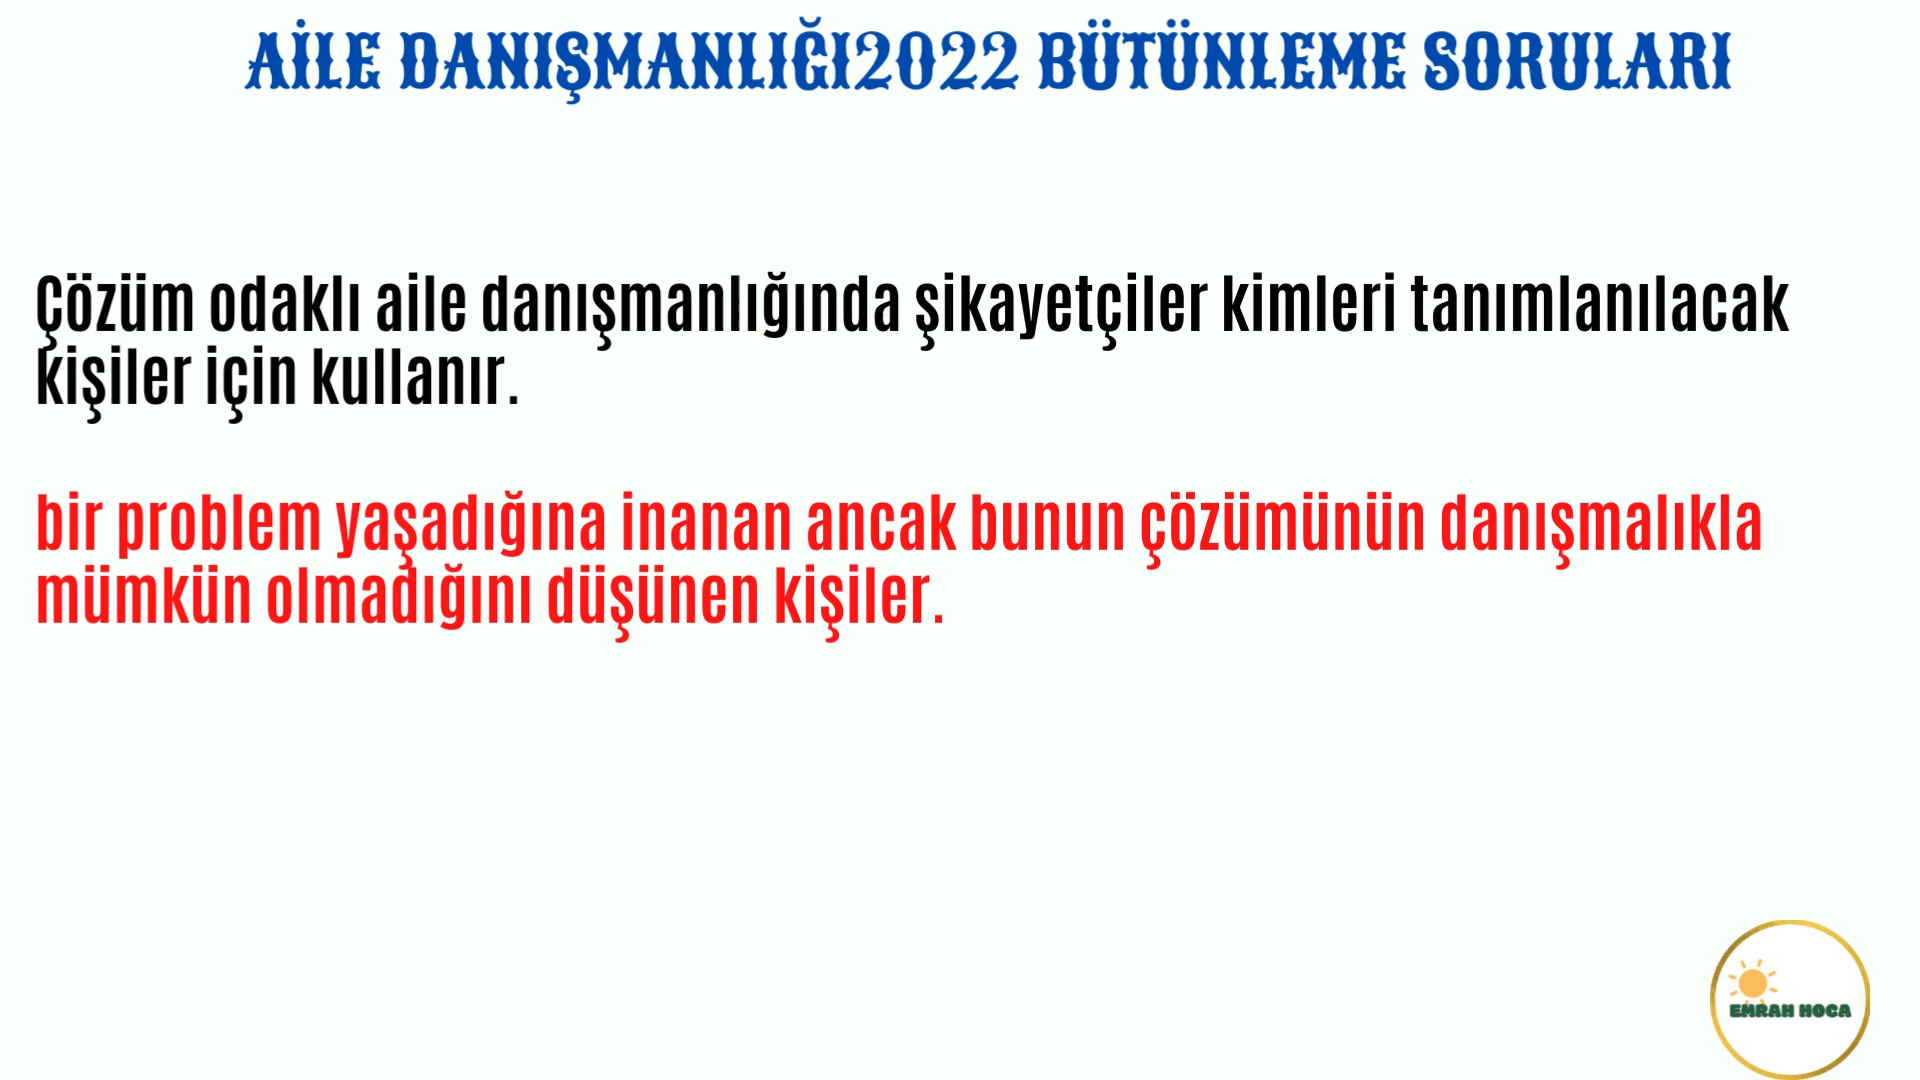 AİLE DANIŞMANLIĞI2022 BÜTÜNLEME SORULARI
Çözüm odaklı aile danışmanlığında şikayetçiler kimleri tanımlanılacak
kişiler için kullanır.
bir problem yaşadığına inanan ancak bunun çözümünün danışmalıkla
mümkün olmadığını düşünen kişiler.
EMRAH HOCA